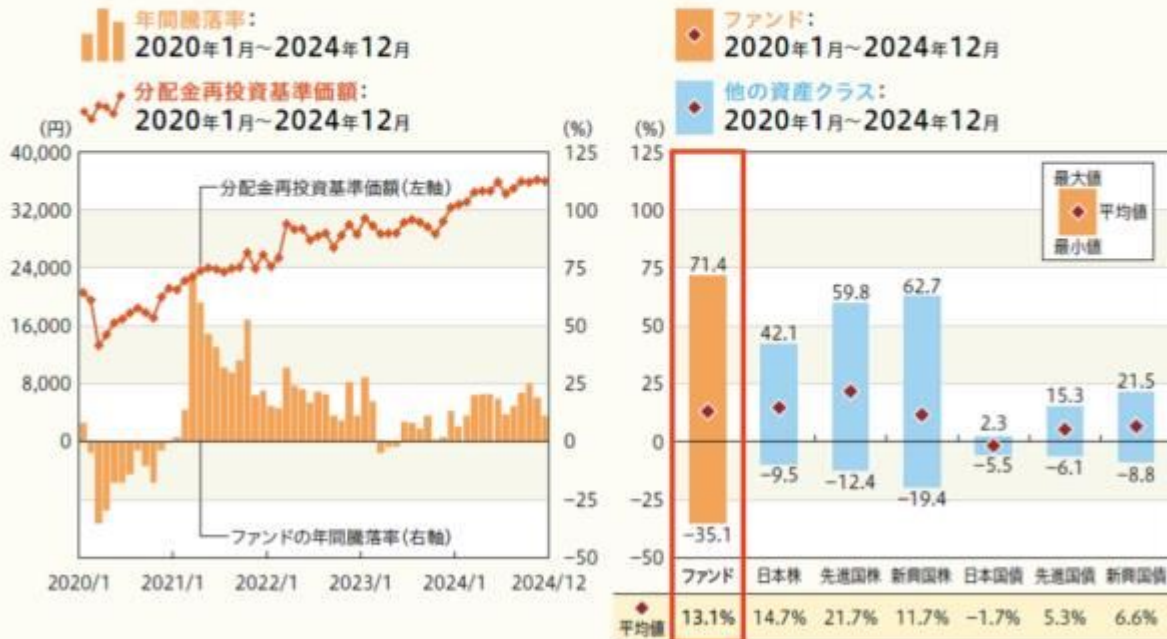 年間騰落率：
2020年1月～2024年12月
分配金再投資基準価額：
2020年1月～2024年12月
ファンド：
2020年1月～2024年12月
他の資産クラス：
2020年1月～2024年12月
(円)
(%)
40,000
32,000
24,000
16,000
8,000
0
125
100
75
50
25
0
−25
−50
分配金再投資基準価額(左軸)
ファンドの年間騰落率(右軸)
2020/1
2021/1
2022/1
2023/1
2024/1
2024/12
(%)
125
100
75
50
25
0
−25
−50
最大値
平均値
最小値
71.4
42.1
59.8
62.7
2.3
15.3
21.5
−35.1
−9.5
−12.4
−19.4
−5.5
−6.1
−8.8
ファンド 日本株 先進国株 新興国株 日本国債 先進国債 新興国債
平均値 13.1% 14.7% 21.7% 11.7% −1.7% 5.3% 6.6%